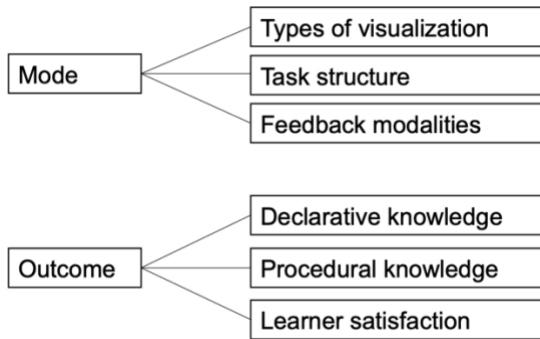 Types of visualization
Mode
Task structure
Feedback modalities
Declarative knowledge
Outcome
Procedural knowledge
Learner satisfaction